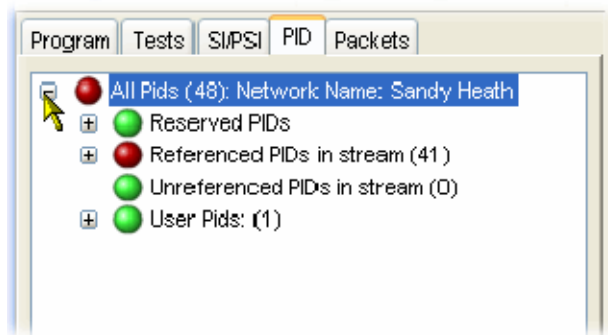 Program Tests SI/PSI PID Packets
All Pids (48): Network Name: Sandy Heath
Reserved PIDs
Referenced PIDs in stream (41)
Unreferenced PIDs in stream (0)
User Pids: (1)